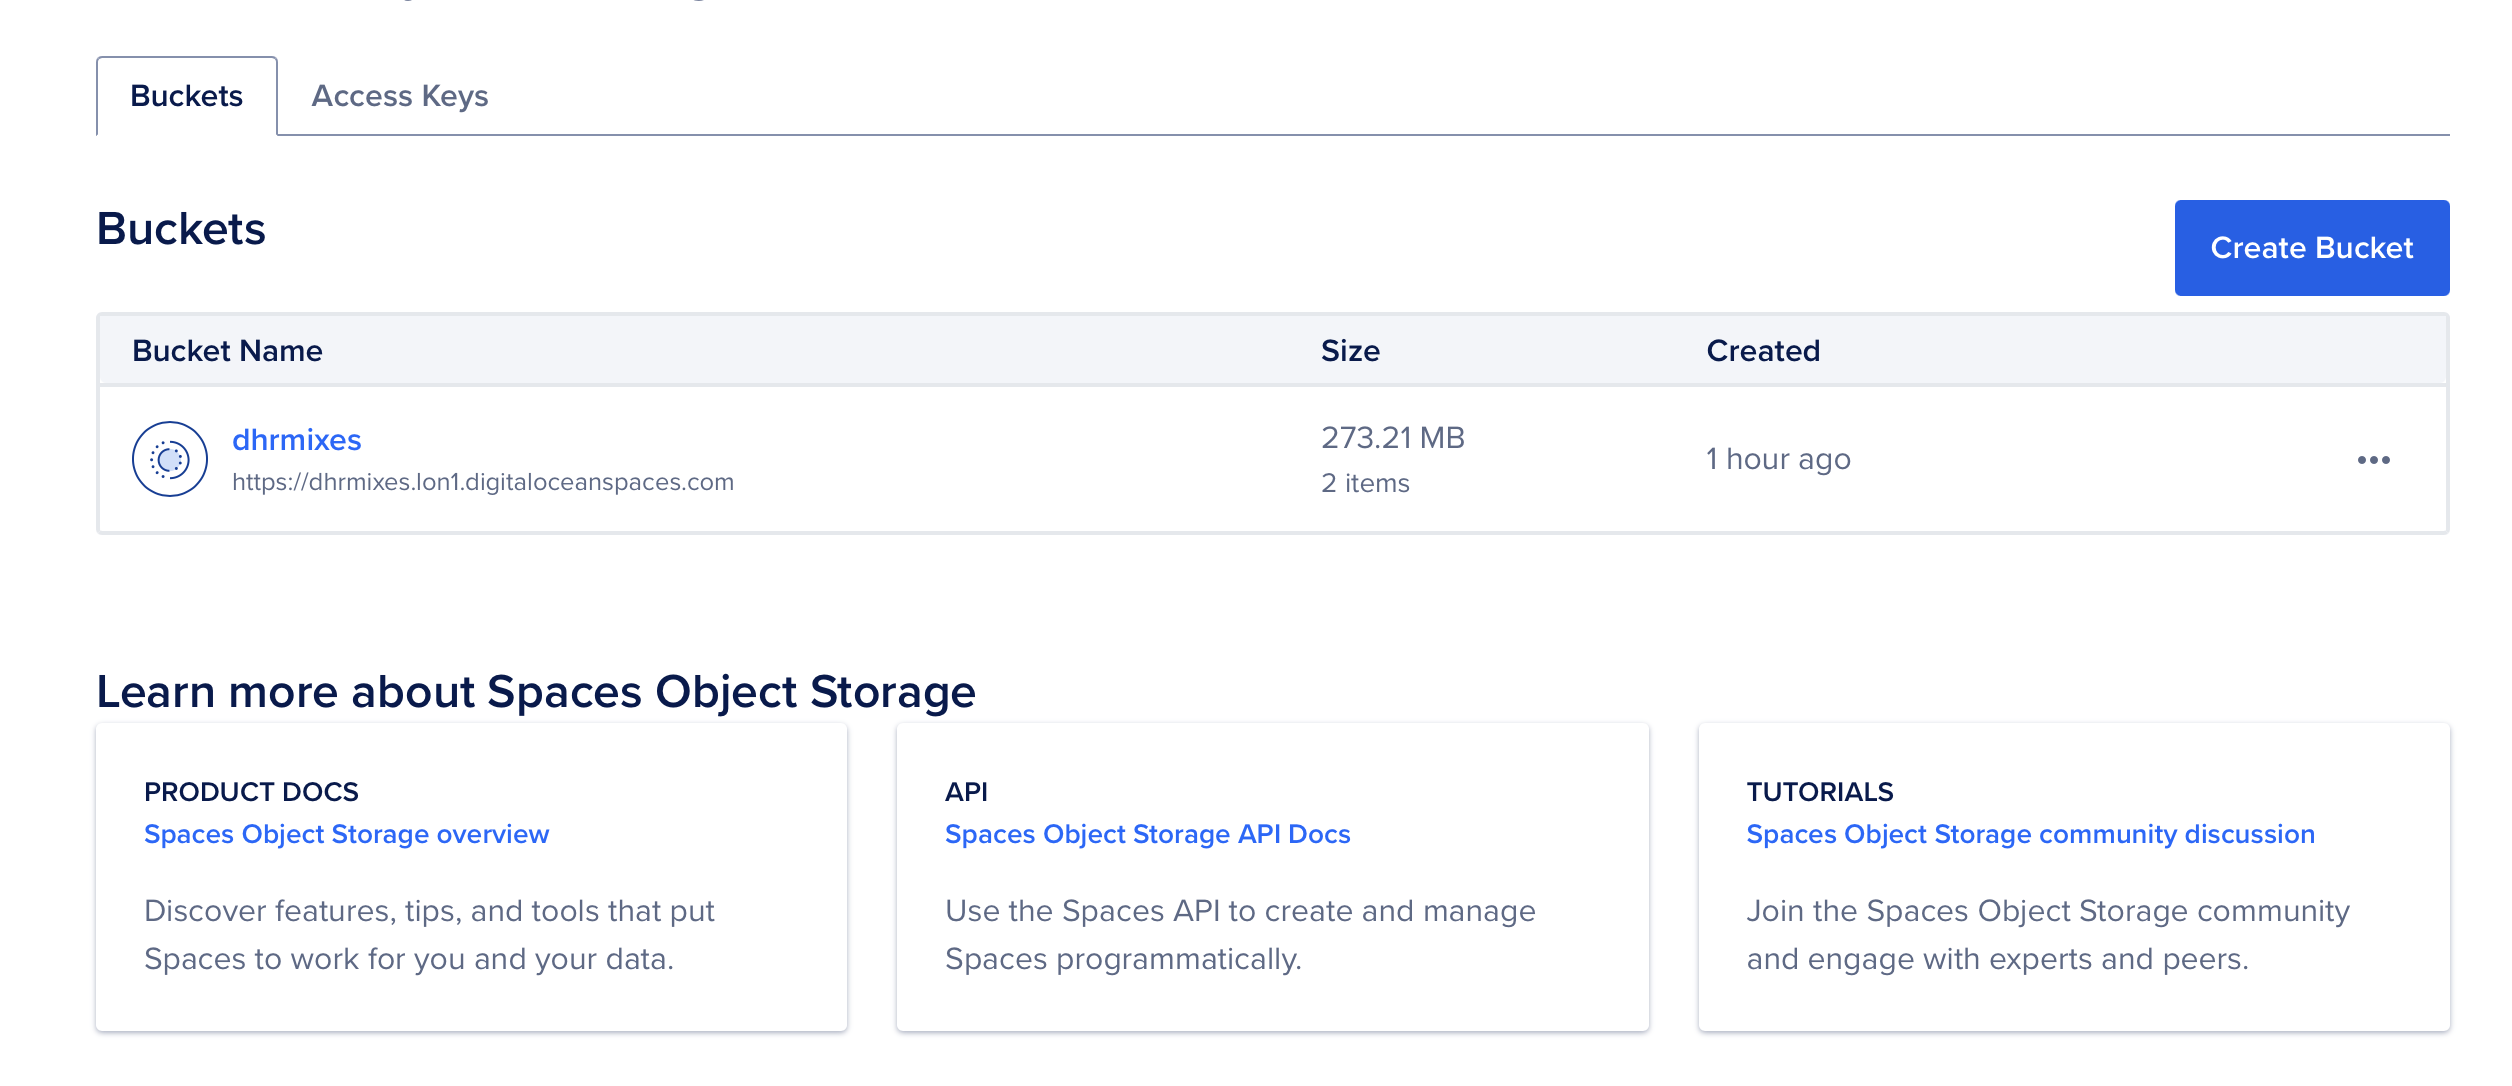 Buckets
Access Keys
Buckets
Create Bucket
Bucket Name
Size
Created
dhrmixes
https://dhrmixes.lon1.digitaloceanspaces.com
273.21 MB
2 items
1 hour ago
Learn more about Spaces Object Storage
PRODUCT DOCS
Spaces Object Storage overview
Discover features, tips, and tools that put
Spaces to work for you and your data.
API
Spaces Object Storage API Docs
Use the Spaces API to create and manage
Spaces programmatically.
TUTORIALS
Spaces Object Storage community discussion
Join the Spaces Object Storage community
and engage with experts and peers.